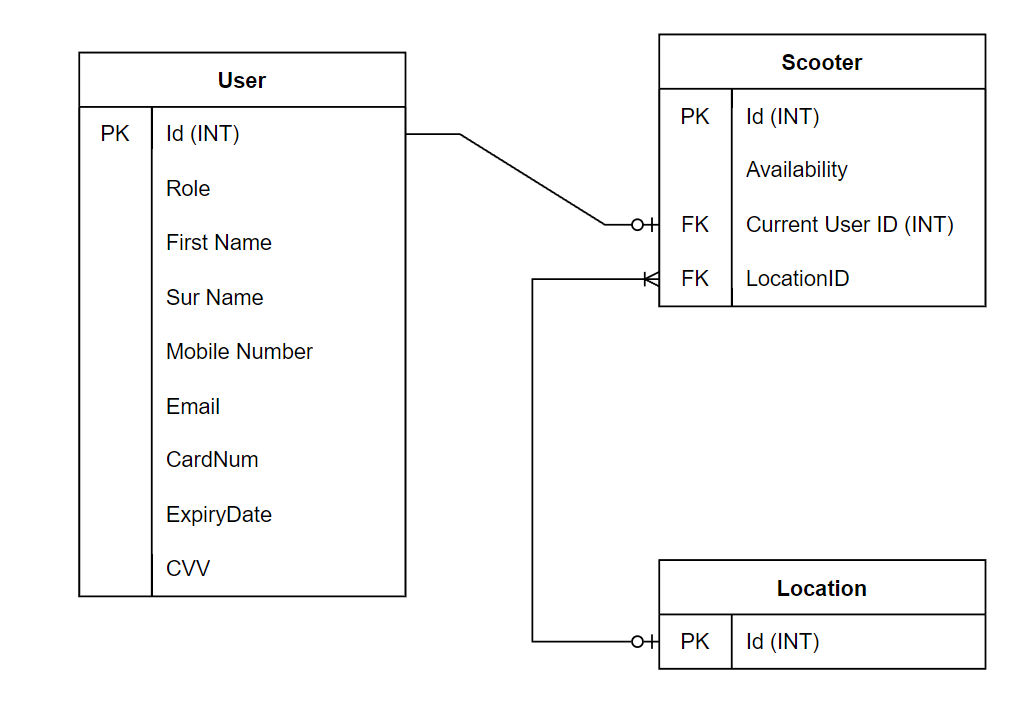 User
PK Id (INT)
Role
First Name
Sur Name
Mobile Number
Email
CardNum
ExpiryDate
CVV
Scooter
PK Id (INT)
Availability
FK Current User ID (INT)
FK LocationID
Location
PK Id (INT)